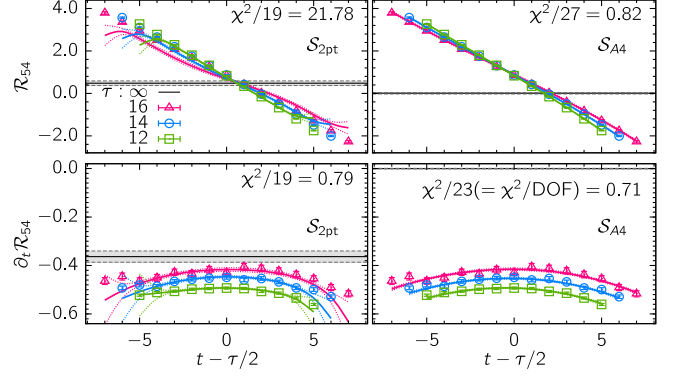 4.0
2.0
0.0
−2.0
R₅₄
χ²/19 = 21.78
S₂ₚₜ
τ : ∞
16
14
12
χ²/27 = 0.82
S_A4
0.0
−0.2
−0.4
−0.6
∂ₜR₅₄
χ²/19 = 0.79
S₂ₚₜ
χ²/23(= χ²/DOF) = 0.71
S_A4
−5 0 5
t − τ/2
−5 0 5
t − τ/2